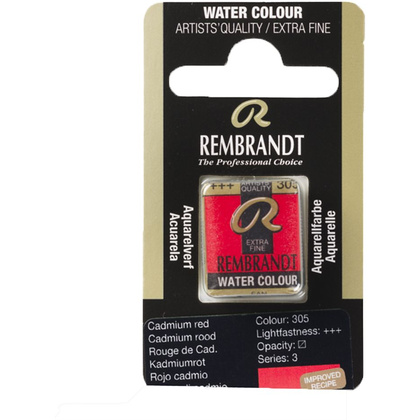 WATER COLOUR
ARTISTS'QUALITY / EXTRA FINE
R
REMBRANDT
The Professional Choice
Aquarelverf
Acuarela
+++ ARTISTS' QUALITY 305
R
EXTRA
FINE
REMBRANDT
WATER COLOUR
Aquarellfarbe
Aquarelle
Cadmium red
Cadmium rood
Rouge de Cad.
Kadmiumrot
Rojo cadmio
Colour: 305
Lightfastness: +++
Opacity:
Series: 3
IMPROVED
RECIPE